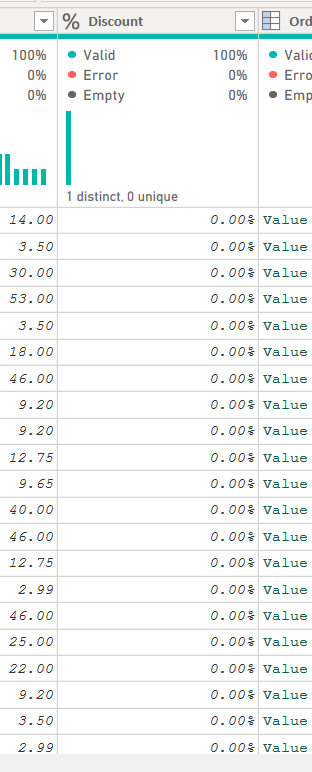 % Discount Ord
100% Valid 100% Valid
0% Error 0% Erro
0% Empty 0% Emp
1 distinct, 0 unique
14.00 0.00% Value
3.50 0.00% Value
30.00 0.00% Value
53.00 0.00% Value
3.50 0.00% Value
18.00 0.00% Value
46.00 0.00% Value
9.20 0.00% Value
9.20 0.00% Value
12.75 0.00% Value
9.65 0.00% Value
40.00 0.00% Value
46.00 0.00% Value
12.75 0.00% Value
2.99 0.00% Value
46.00 0.00% Value
25.00 0.00% Value
22.00 0.00% Value
9.20 0.00% Value
3.50 0.00% Value
2.99 0.00% Value